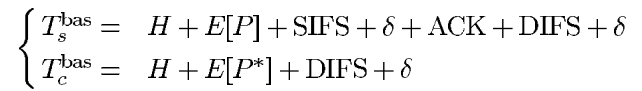 T_s^bas = H + E[P] + SIFS + δ + ACK + DIFS + δ
T_c^bas = H + E[P*] + DIFS + δ